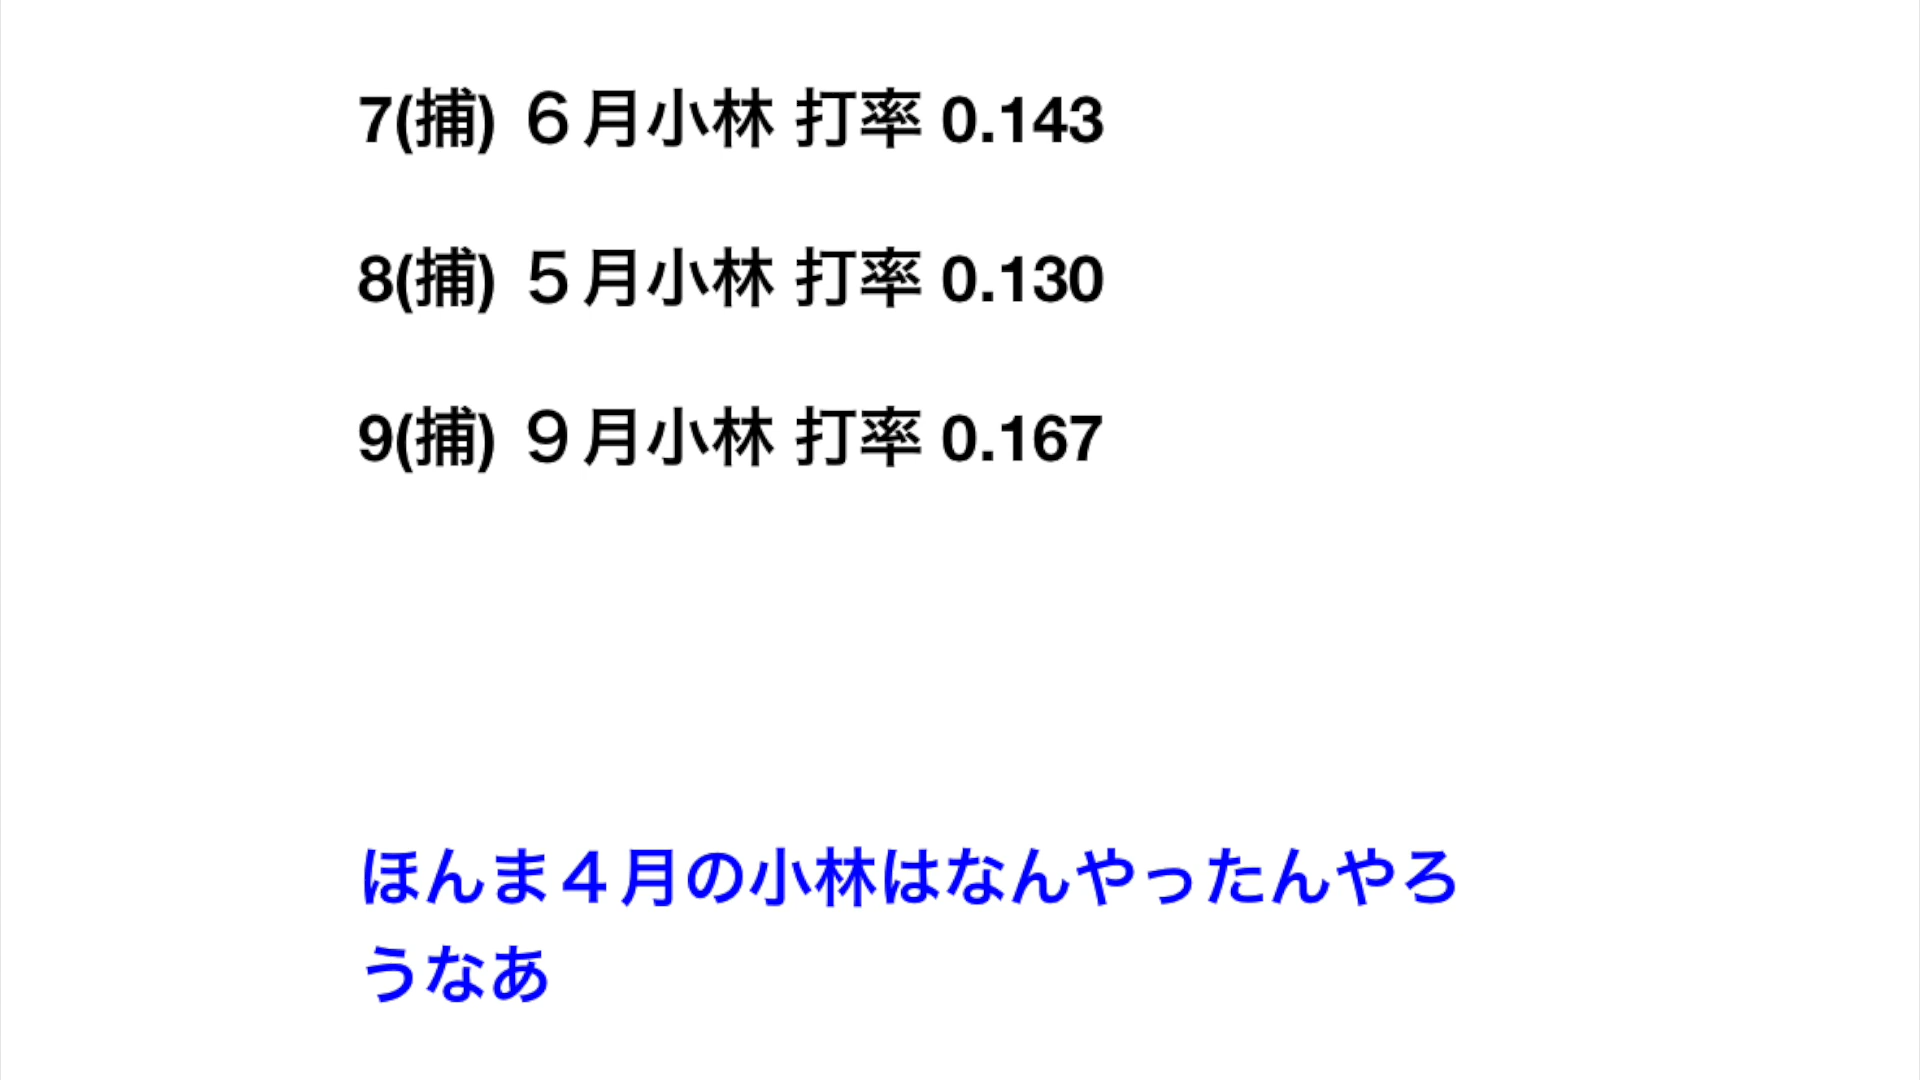 7(捕) ６月小林 打率 0.143
8(捕) ５月小林 打率 0.130
9(捕) ９月小林 打率 0.167
ほんま４月の小林はなんやったんやろ
うなあ